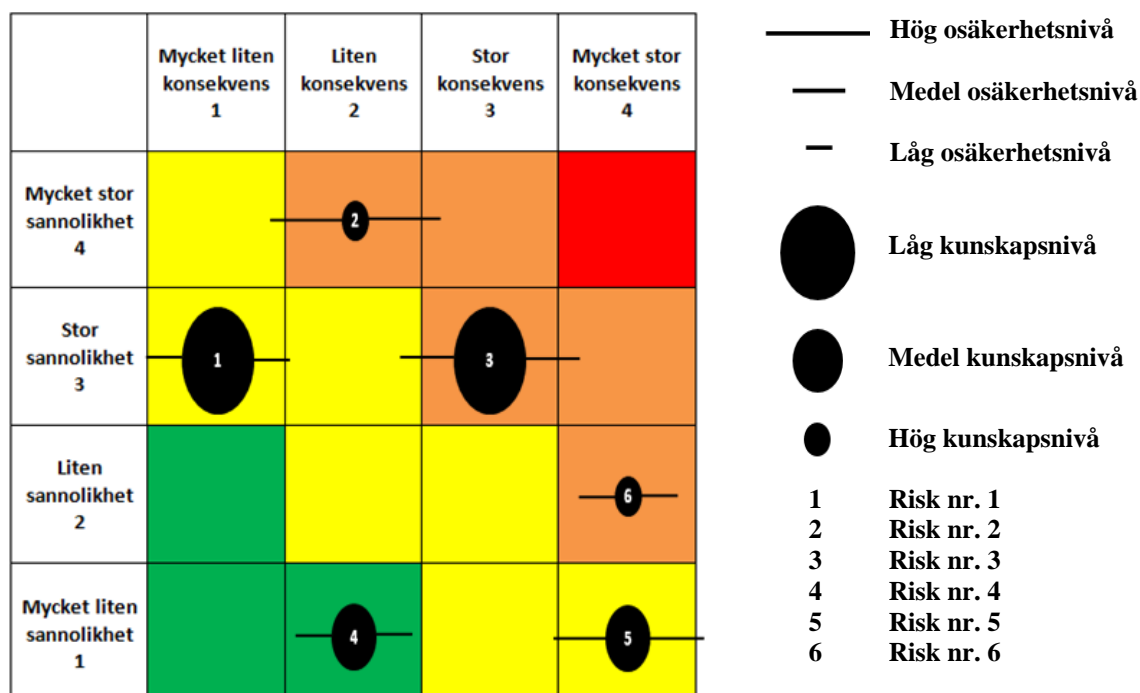 Mycket liten
konsekvens
1
Liten
konsekvens
2
Stor
konsekvens
3
Mycket stor
konsekvens
4
Mycket stor
sannolikhet
4
2
Stor
sannolikhet
3
1
3
Liten
sannolikhet
2
6
Mycket liten
sannolikhet
1
4
5
Hög osäkerhetsnivå
Medel osäkerhetsnivå
Låg osäkerhetsnivå
Låg kunskapsnivå
Medel kunskapsnivå
Hög kunskapsnivå
1 Risk nr. 1
2 Risk nr. 2
3 Risk nr. 3
4 Risk nr. 4
5 Risk nr. 5
6 Risk nr. 6